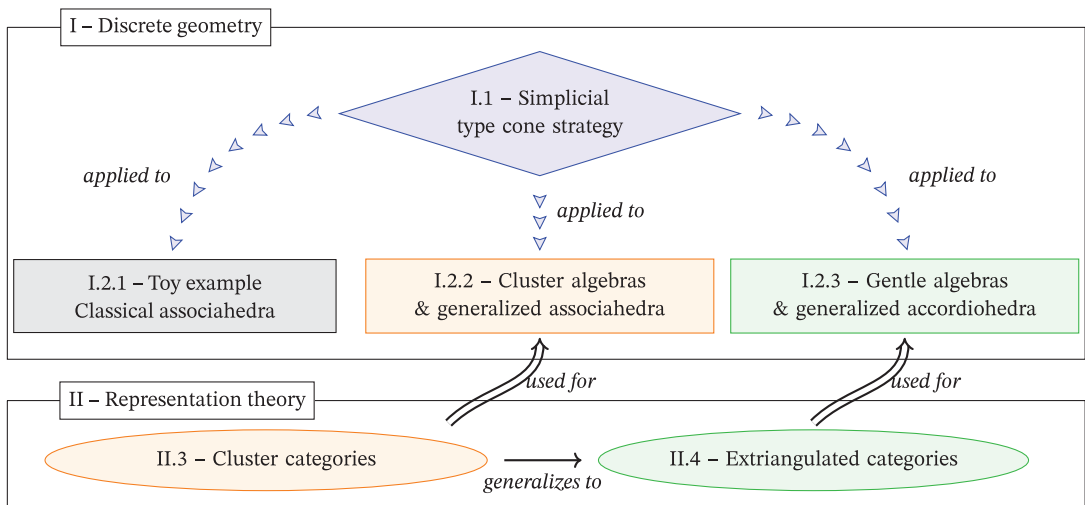 I – Discrete geometry
I.1 – Simplicial
type cone strategy
applied to
applied to
applied to
I.2.1 – Toy example
Classical associahedra
I.2.2 – Cluster algebras
& generalized associahedra
I.2.3 – Gentle algebras
& generalized accordiohedra
used for
used for
II – Representation theory
II.3 – Cluster categories
generalizes to
II.4 – Extriangulated categories